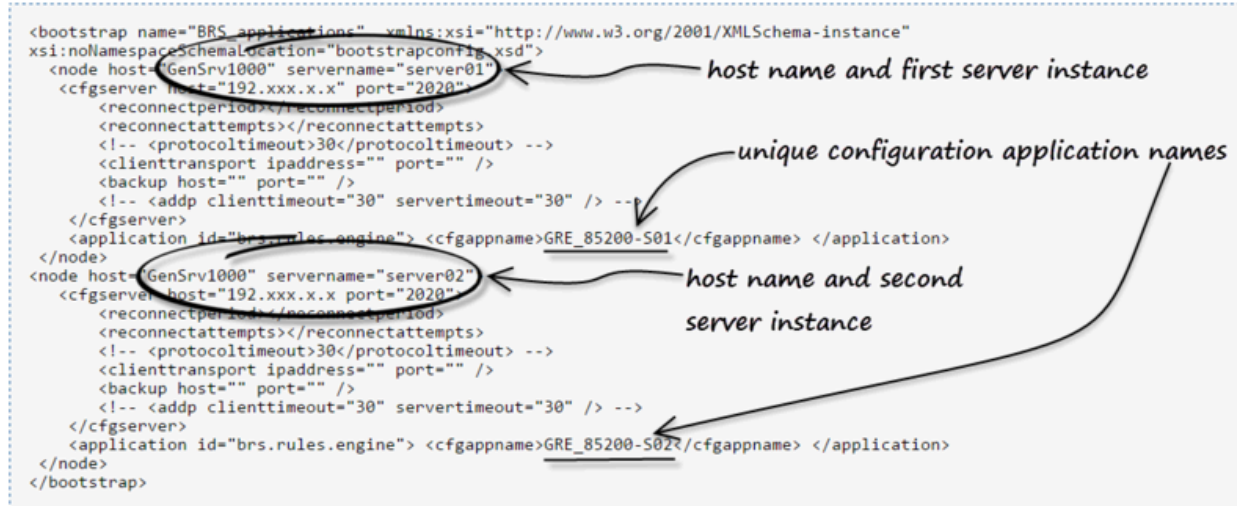 <bootstrap name="BRS_applications"  xmlns:xsi="http://www.w3.org/2001/XMLSchema-instance"
xsi:noNamespaceSchemaLocation="bootstrapconfig.xsd">
<node host="GenSrv1000" servername="server01">
host name and first server instance
<cfgserver host="192.xxx.x.x" port="2020">
<reconnectperiod></reconnectperiod>
<reconnectattempts></reconnectattempts>
<!-- <protocoltimeout>30</protocoltimeout> -->
unique configuration application names
<clienttransport ipaddress="" port="" />
<backup host="" port="" />
<!-- <addp clienttimeout="30" servertimeout="30" /> -->
</cfgserver>
<application id="brs.rules.engine"> <cfgappname>GRE_85200-S01</cfgappname> </application>
</node>
<node host="GenSrv1000" servername="server02">
host name and second
server instance
<cfgserver host="192.xxx.x.x port="2020">
<reconnectperiod></reconnectperiod>
<reconnectattempts></reconnectattempts>
<!-- <protocoltimeout>30</protocoltimeout> -->
<clienttransport ipaddress="" port="" />
<backup host="" port="" />
<!-- <addp clienttimeout="30" servertimeout="30" /> -->
</cfgserver>
<application id="brs.rules.engine"> <cfgappname>GRE_85200-S02</cfgappname> </application>
</node>
</bootstrap>